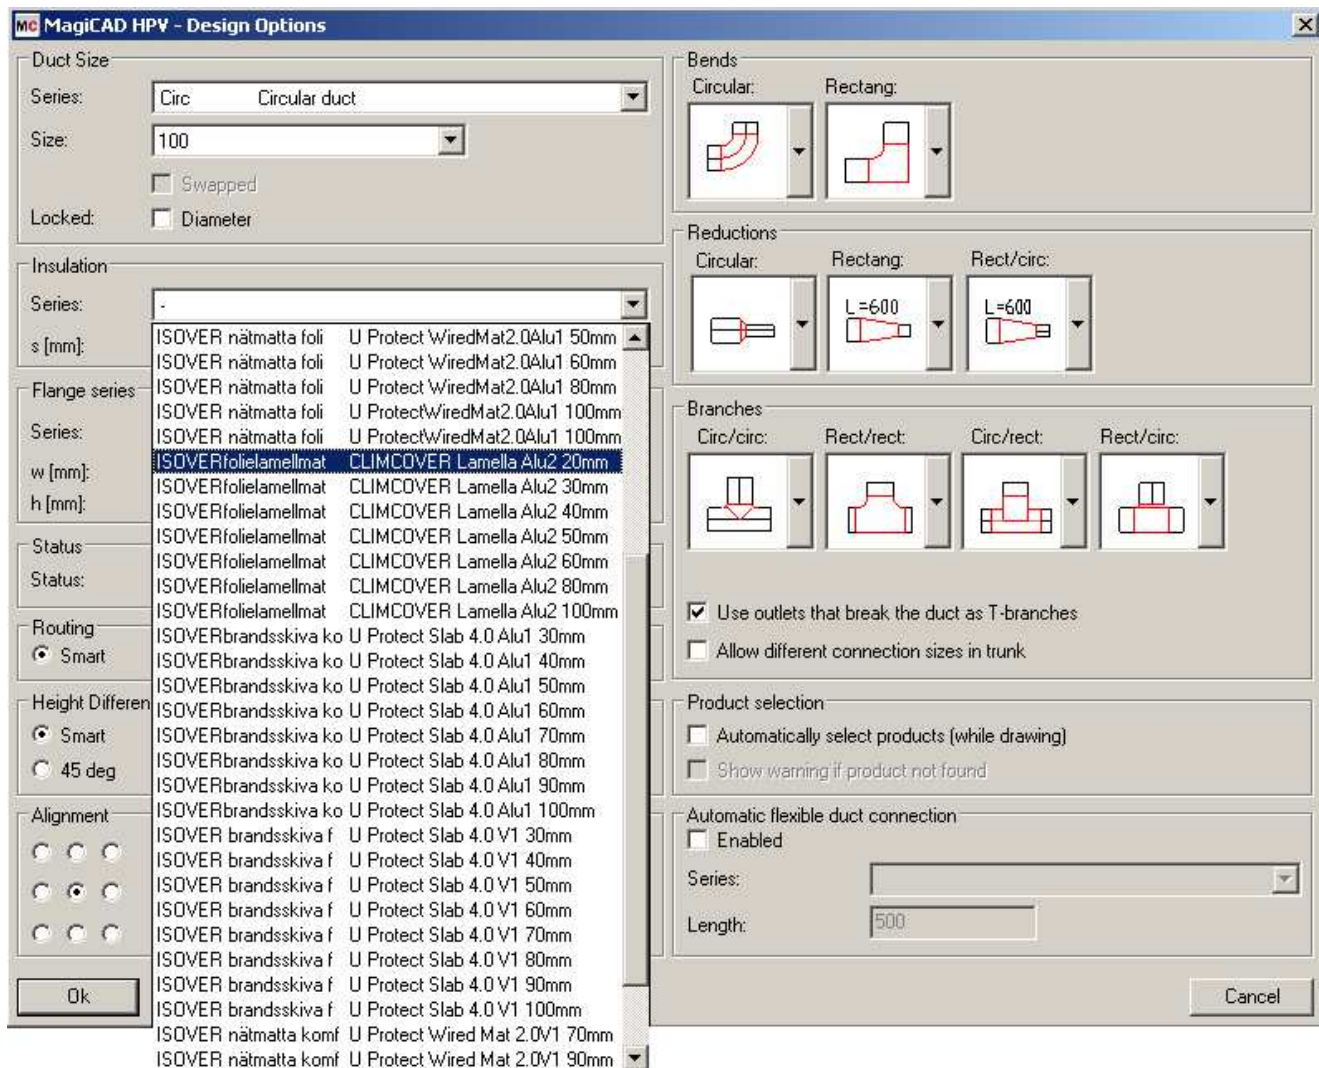 MC MagiCAD HPV - Design Options
Duct Size
Series: Circ Circular duct
Size: 100
Swapped
Locked: Diameter
Insulation
Series: -
s [mm]:
ISOVER nätmatta foli U Protect WiredMat2.0Alu1 50mm
ISOVER nätmatta foli U Protect WiredMat2.0Alu1 60mm
ISOVER nätmatta foli U Protect WiredMat2.0Alu1 80mm
ISOVER nätmatta foli U ProtectWiredMat2.0Alu1 100mm
ISOVER nätmatta foli U ProtectWiredMat2.0Alu1 100mm
ISOVERfolielamellmat CLIMCOVER Lamella Alu2 20mm
ISOVERfolielamellmat CLIMCOVER Lamella Alu2 30mm
ISOVERfolielamellmat CLIMCOVER Lamella Alu2 40mm
ISOVERfolielamellmat CLIMCOVER Lamella Alu2 50mm
ISOVERfolielamellmat CLIMCOVER Lamella Alu2 60mm
ISOVERfolielamellmat CLIMCOVER Lamella Alu2 80mm
ISOVERfolielamellmat CLIMCOVER Lamella Alu2 100mm
ISOVERbrandsskiva ko U Protect Slab 4.0 Alu1 30mm
ISOVERbrandsskiva ko U Protect Slab 4.0 Alu1 40mm
ISOVERbrandsskiva ko U Protect Slab 4.0 Alu1 50mm
ISOVERbrandsskiva ko U Protect Slab 4.0 Alu1 60mm
ISOVERbrandsskiva ko U Protect Slab 4.0 Alu1 70mm
ISOVERbrandsskiva ko U Protect Slab 4.0 Alu1 80mm
ISOVERbrandsskiva ko U Protect Slab 4.0 Alu1 90mm
ISOVERbrandsskiva ko U Protect Slab 4.0 Alu1 100mm
ISOVER brandsskiva f U Protect Slab 4.0 V1 30mm
ISOVER brandsskiva f U Protect Slab 4.0 V1 40mm
ISOVER brandsskiva f U Protect Slab 4.0 V1 50mm
ISOVER brandsskiva f U Protect Slab 4.0 V1 60mm
ISOVER brandsskiva f U Protect Slab 4.0 V1 70mm
ISOVER brandsskiva f U Protect Slab 4.0 V1 80mm
ISOVER brandsskiva f U Protect Slab 4.0 V1 90mm
ISOVER brandsskiva f U Protect Slab 4.0 V1 100mm
ISOVER nätmatta komf U Protect Wired Mat 2.0V1 70mm
ISOVER nätmatta komf U Protect Wired Mat 2.0V1 90mm
Flange series
Series:
w [mm]:
h [mm]:
Status
Status:
Routing
Smart
Height Differen
Smart
45 deg
Alignment
Ok
Bends
Circular: Rectang:
Reductions
Circular: Rectang: Rect/circ:
L=600 L=600
Branches
Circ/circ: Rect/rect: Circ/rect: Rect/circ:
Use outlets that break the duct as T-branches
Allow different connection sizes in trunk
Product selection
Automatically select products (while drawing)
Show warning if product not found
Automatic flexible duct connection
Enabled
Series:
Length: 500
Cancel